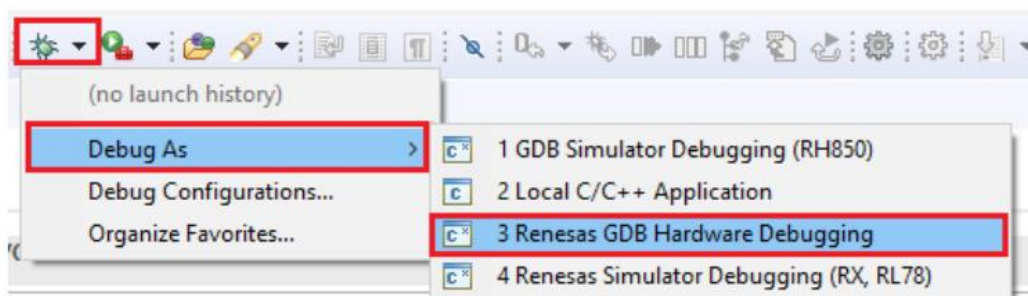 (no launch history)
Debug As
Debug Configurations...
Organize Favorites...
1 GDB Simulator Debugging (RH850)
2 Local C/C++ Application
3 Renesas GDB Hardware Debugging
4 Renesas Simulator Debugging (RX, RL78)